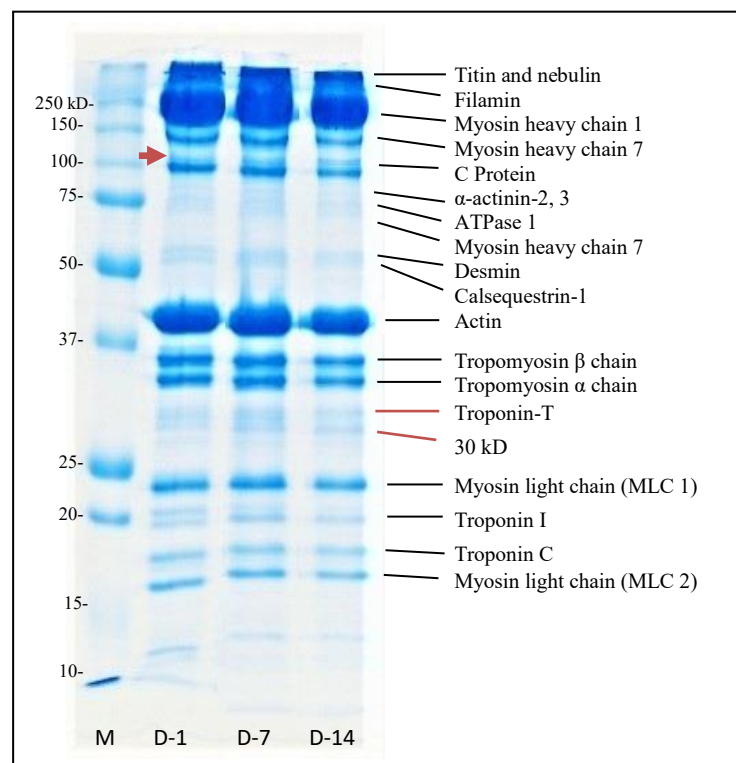 250 kD-
150-
100-
75-
50-
37-
25-
20-
15-
10-
Titin and nebulin
Filamin
Myosin heavy chain 1
Myosin heavy chain 7
C Protein
α-actinin-2, 3
ATPase 1
Myosin heavy chain 7
Desmin
Calsequestrin-1
Actin
Tropomyosin β chain
Tropomyosin α chain
Troponin-T
30 kD
Myosin light chain (MLC 1)
Troponin I
Troponin C
Myosin light chain (MLC 2)
M D-1 D-7 D-14